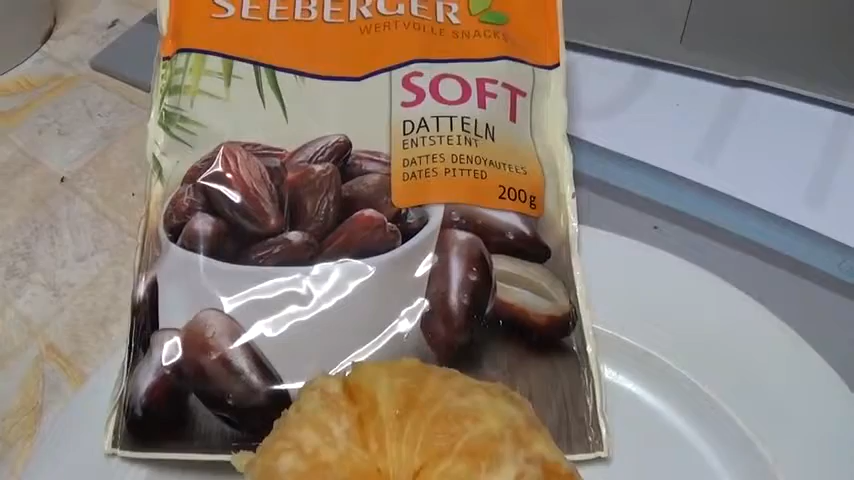 SEEBERGER
WERTVOLLE SNACKS
SOFT
DATTELN
ENTSTEINT
DATTES DENOYAUTEES
DATES PITTED
200g